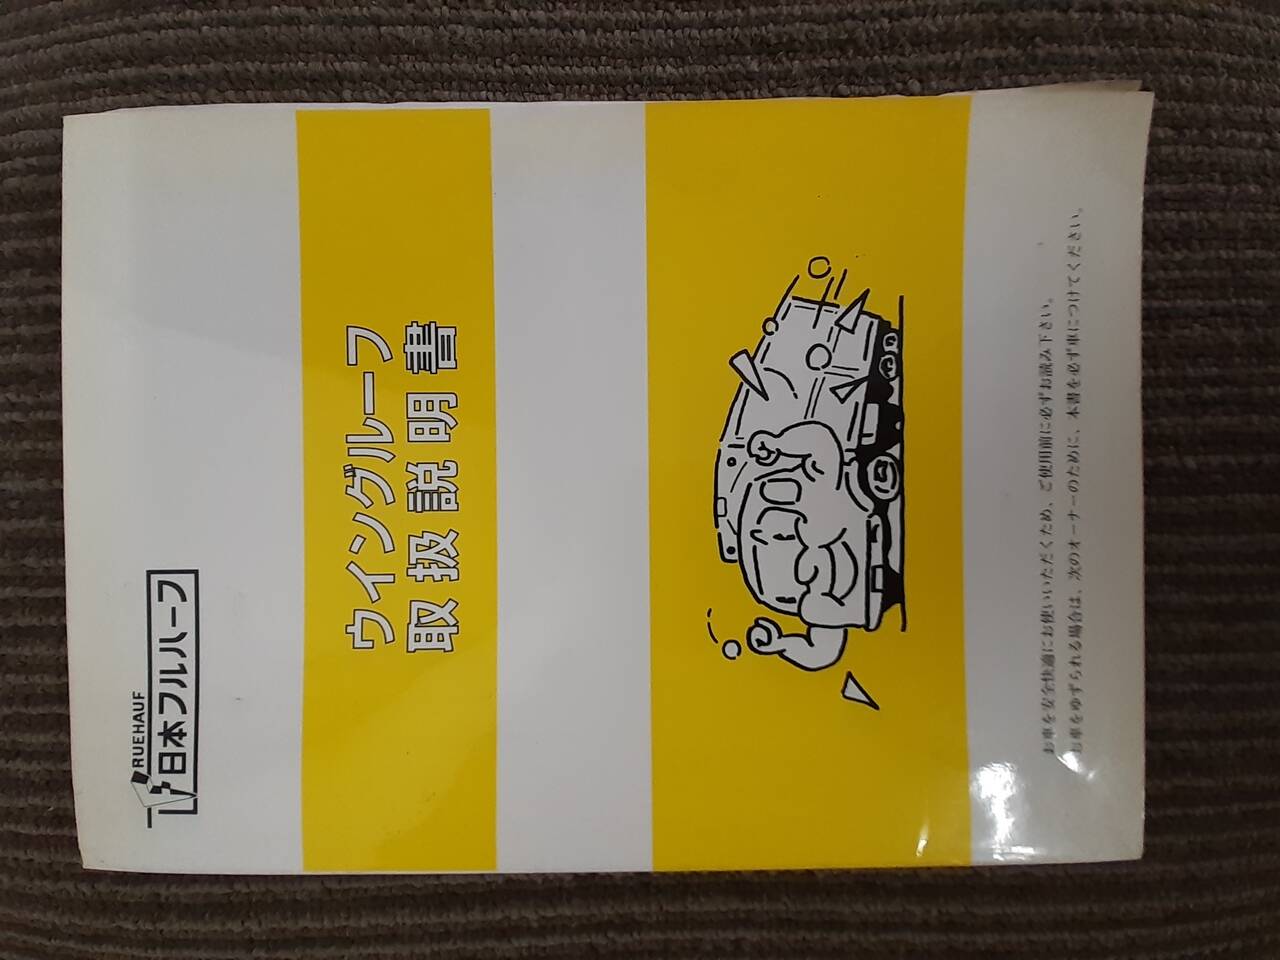 RUEHAUF
日本フルハーフ
ウイングルーフ
取扱説明書
お車を安全快適にお使いいただくため、ご使用前に必ずお読み下さい。
お車をゆずられる場合は、次のオーナーのために、本書を必ず車につけてください。